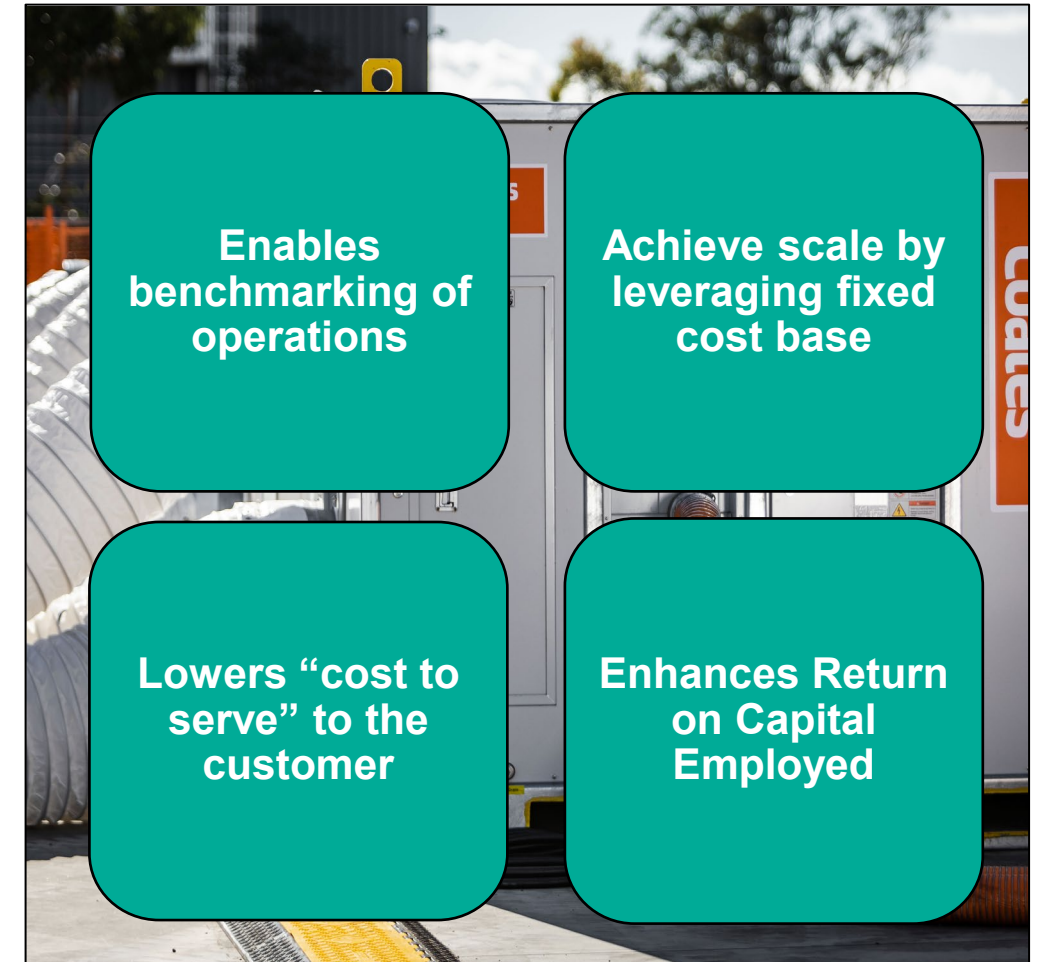 Enables
benchmarking of
operations
Achieve scale by
leveraging fixed
cost base
Lowers “cost to
serve” to the
customer
Enhances Return
on Capital
Employed
coates